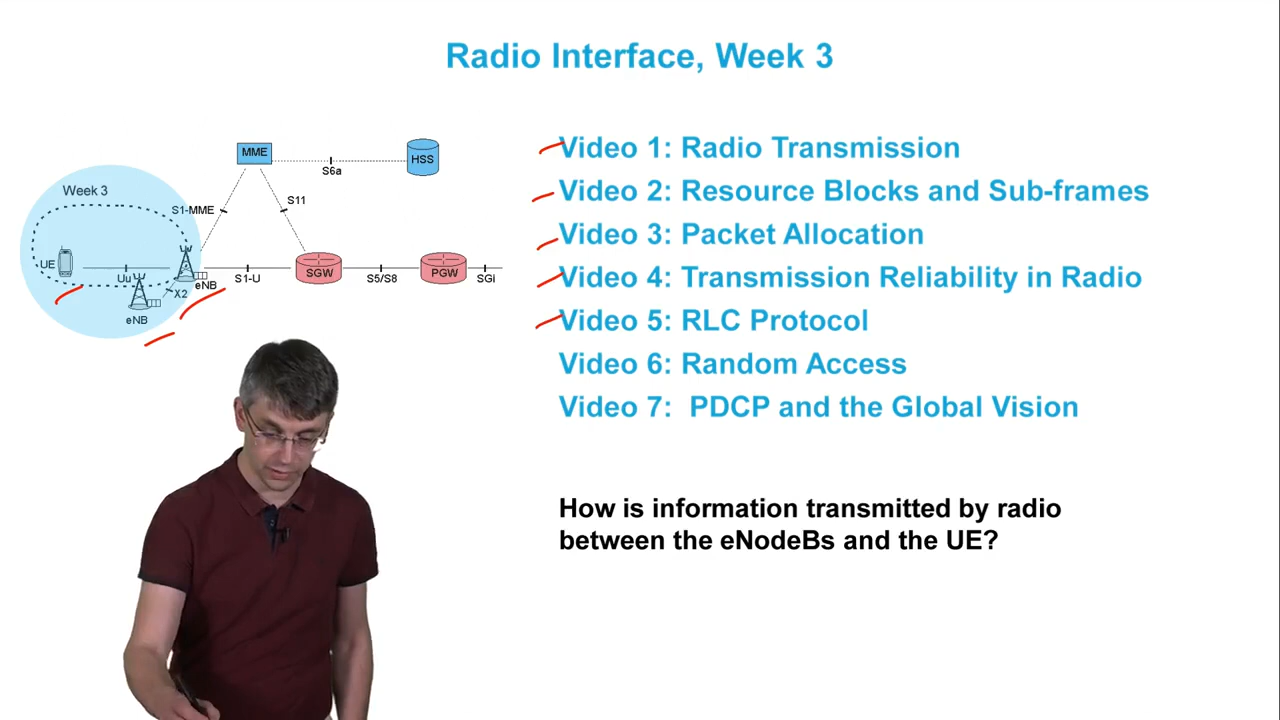 Radio Interface, Week 3
MME
HSS
S6a
Week 3
S1-MME
S11
UE
Uu
eNB
X2
eNB
S1-U
SGW
S5/S8
PGW
SGi
Video 1: Radio Transmission
Video 2: Resource Blocks and Sub-frames
Video 3: Packet Allocation
Video 4: Transmission Reliability in Radio
Video 5: RLC Protocol
Video 6: Random Access
Video 7: PDCP and the Global Vision
How is information transmitted by radio
between the eNodeBs and the UE?